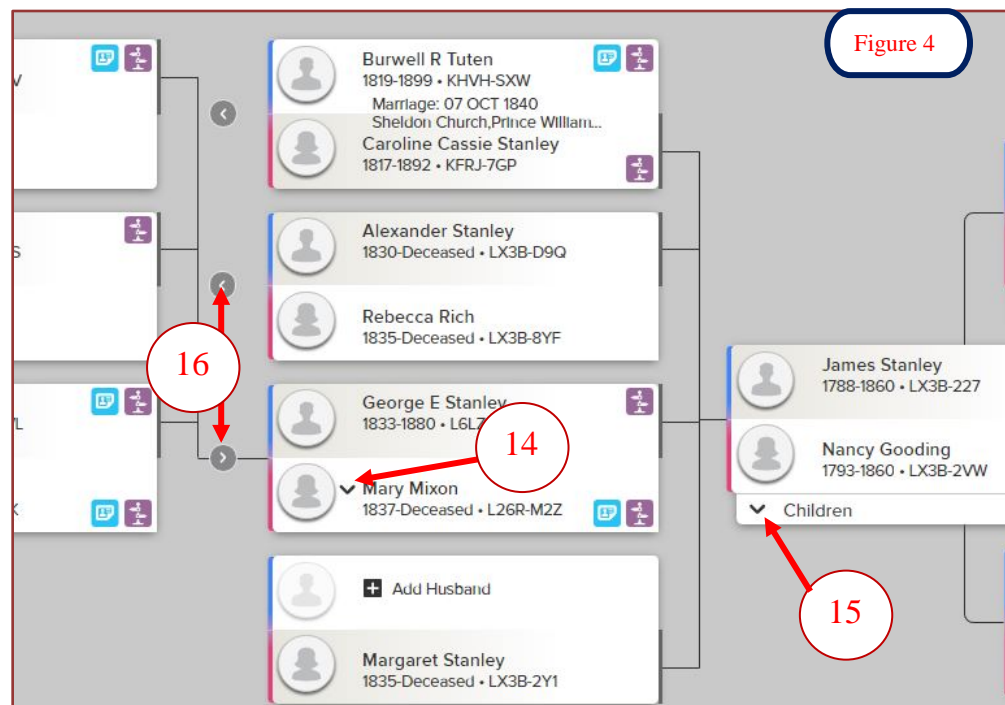 Figure 4
V
S
L
K
Burwell R Tuten
1819-1899 • KHVH-SXW
Marriage: 07 OCT 1840
Sheldon Church,Prince William...
Caroline Cassie Stanley
1817-1892 • KFRJ-7GP
Alexander Stanley
1830-Deceased • LX3B-D9Q
Rebecca Rich
1835-Deceased • LX3B-8YF
16
George E Stanley
1833-1880 •
14
Mary Mixon
1837-Deceased • L26R-M2Z
Add Husband
Margaret Stanley
1835-Deceased • LX3B-2Y1
James Stanley
1788-1860 • LX3B-227
Nancy Gooding
1793-1860 • LX3B-2VW
Children
15